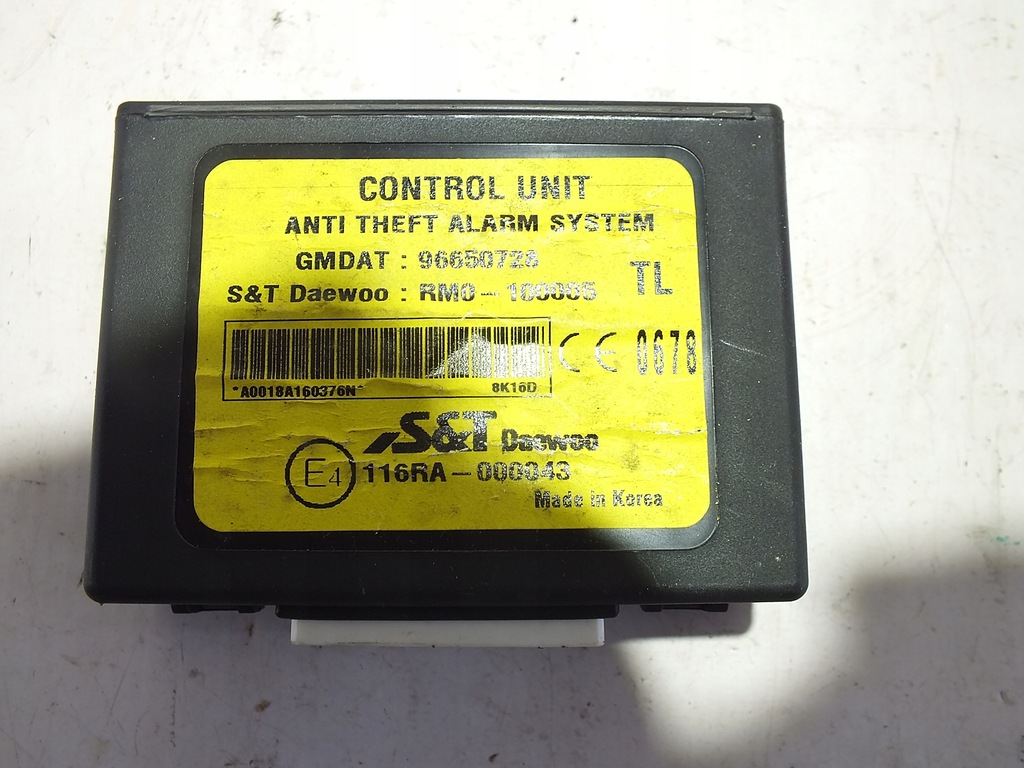 CONTROL UNIT
ANTI THEFT ALARM SYSTEM
GMDAT : 96650728
S&T Daewoo : RM0-100005
TL
*A0018A160376N*
8K16D
CE 0678
S&T Daewoo
E4 116RA-000043
Made in Korea